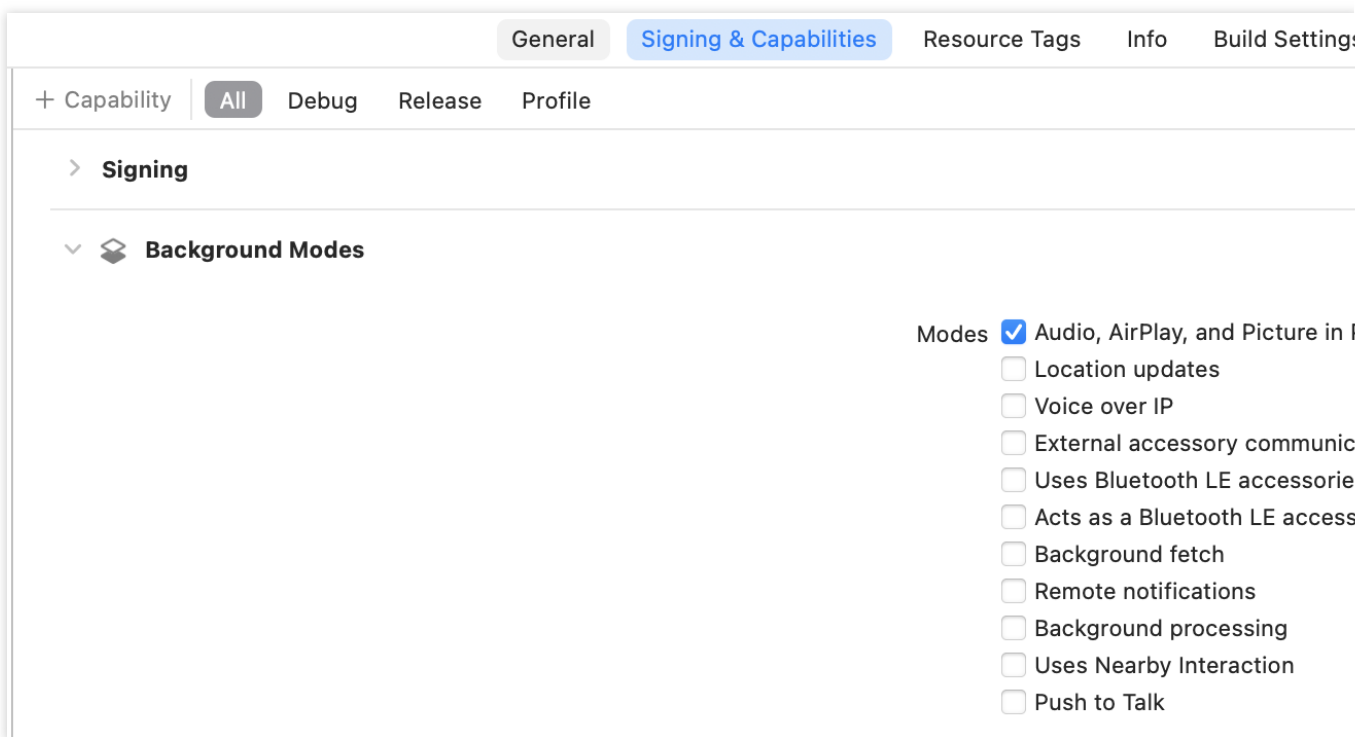 General Signing & Capabilities Resource Tags Info Build Settings
+ Capability All Debug Release Profile
Signing
Background Modes
Modes Audio, AirPlay, and Picture in
Location updates
Voice over IP
External accessory
Uses Bluetooth LE
Acts as a Bluetooth LE
Background fetch
Remote notifications
Background processing
Uses Nearby Interaction
Push to Talk